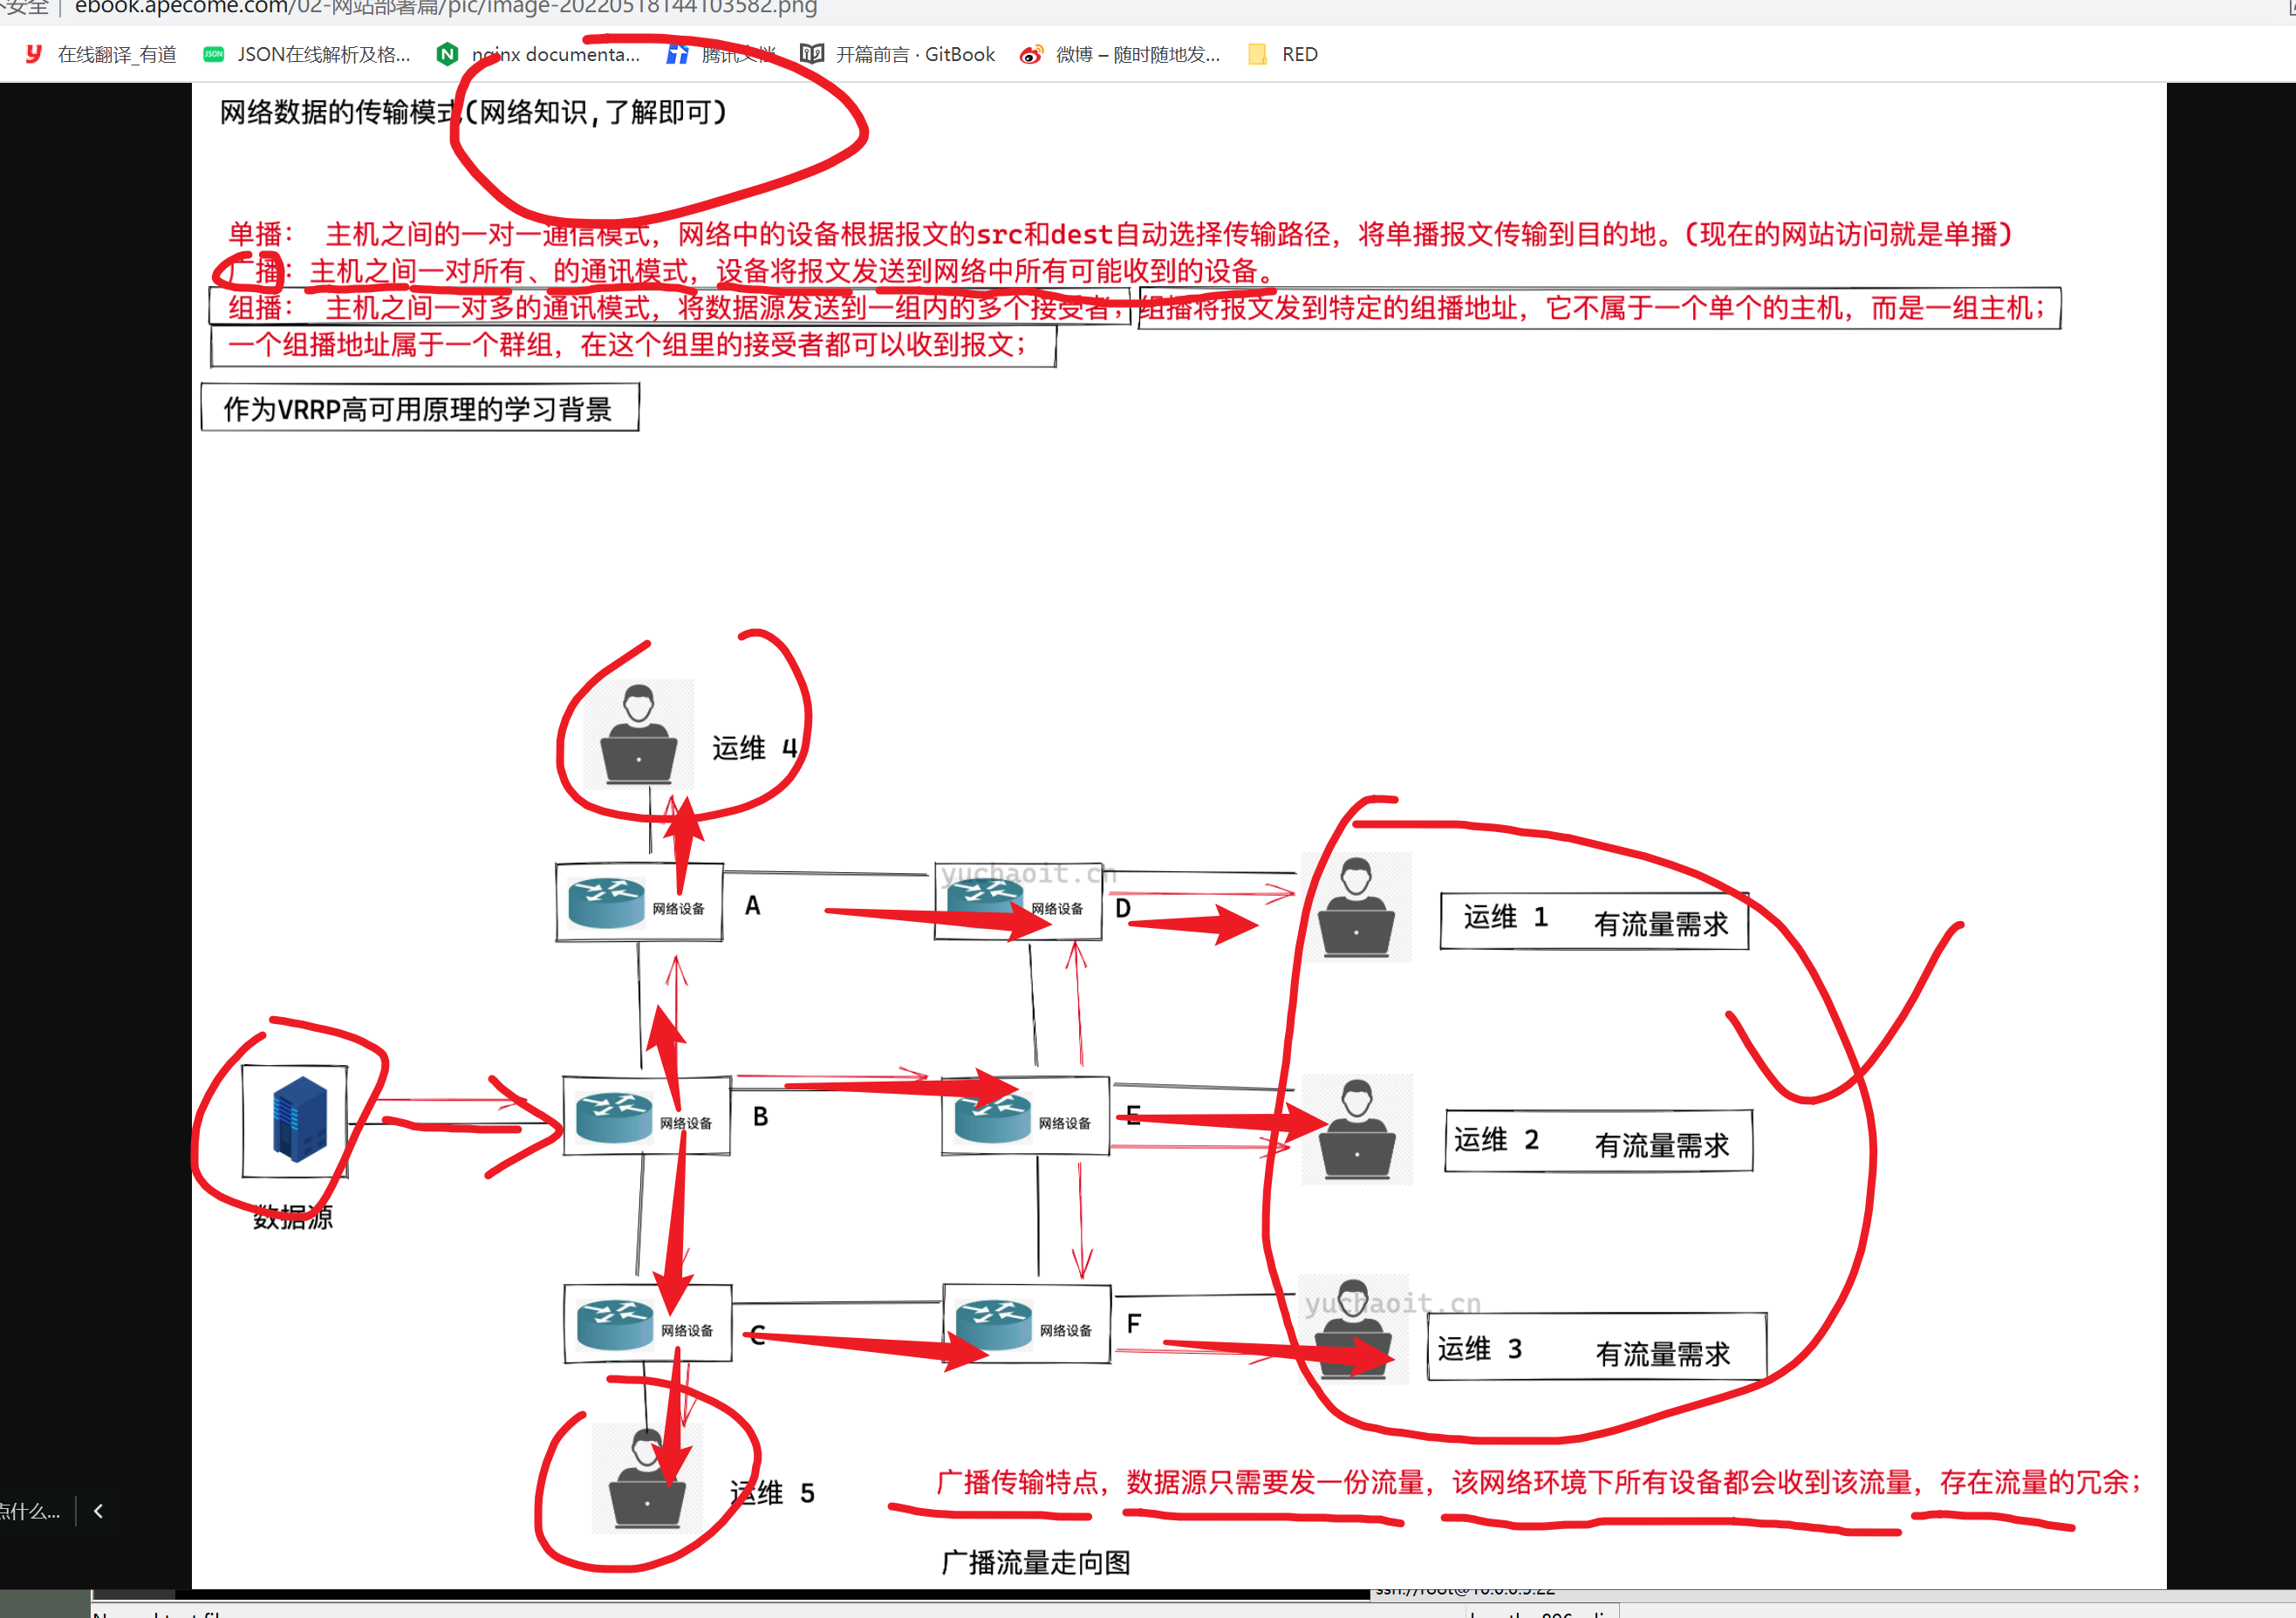 不安全 | ebook.apecome.com/02-网站部署篇/pic/image-20220518144103582.png
在线翻译_有道 JSON在线解析及格... nginx documenta... 腾讯文档 开篇前言 · GitBook 微博 – 随时随地发... RED
网络数据的传输模式(网络知识,了解即可)
单播: 主机之间的一对一通信模式, 网络中的设备根据报文的src和dest自动选择传输路径, 将单播报文传输到目的地。(现在的网站访问就是单播)
广播: 主机之间一对所有、的通讯模式, 设备将报文发送到网络中所有可能收到的设备。
组播: 主机之间一对多的通讯模式, 将数据源发送到一组内的多个接受者; 组播将报文发到特定的组播地址, 它不属于一个单个的主机, 而是一组主机;
一个组播地址属于一个群组, 在这个组里的接受者都可以收到报文;
作为VRRP高可用原理的学习背景
运维 4
yuchaoit.cn
网络设备 A 网络设备 D
运维 1 有流量需求
网络设备 B 网络设备 E
运维 2 有流量需求
数据源
yuchaoit.cn
网络设备 C 网络设备 F
运维 3 有流量需求
运维 5
广播传输特点, 数据源只需要发一份流量, 该网络环境下所有设备都会收到该流量, 存在流量的冗余;
点什么...
广播流量走向图